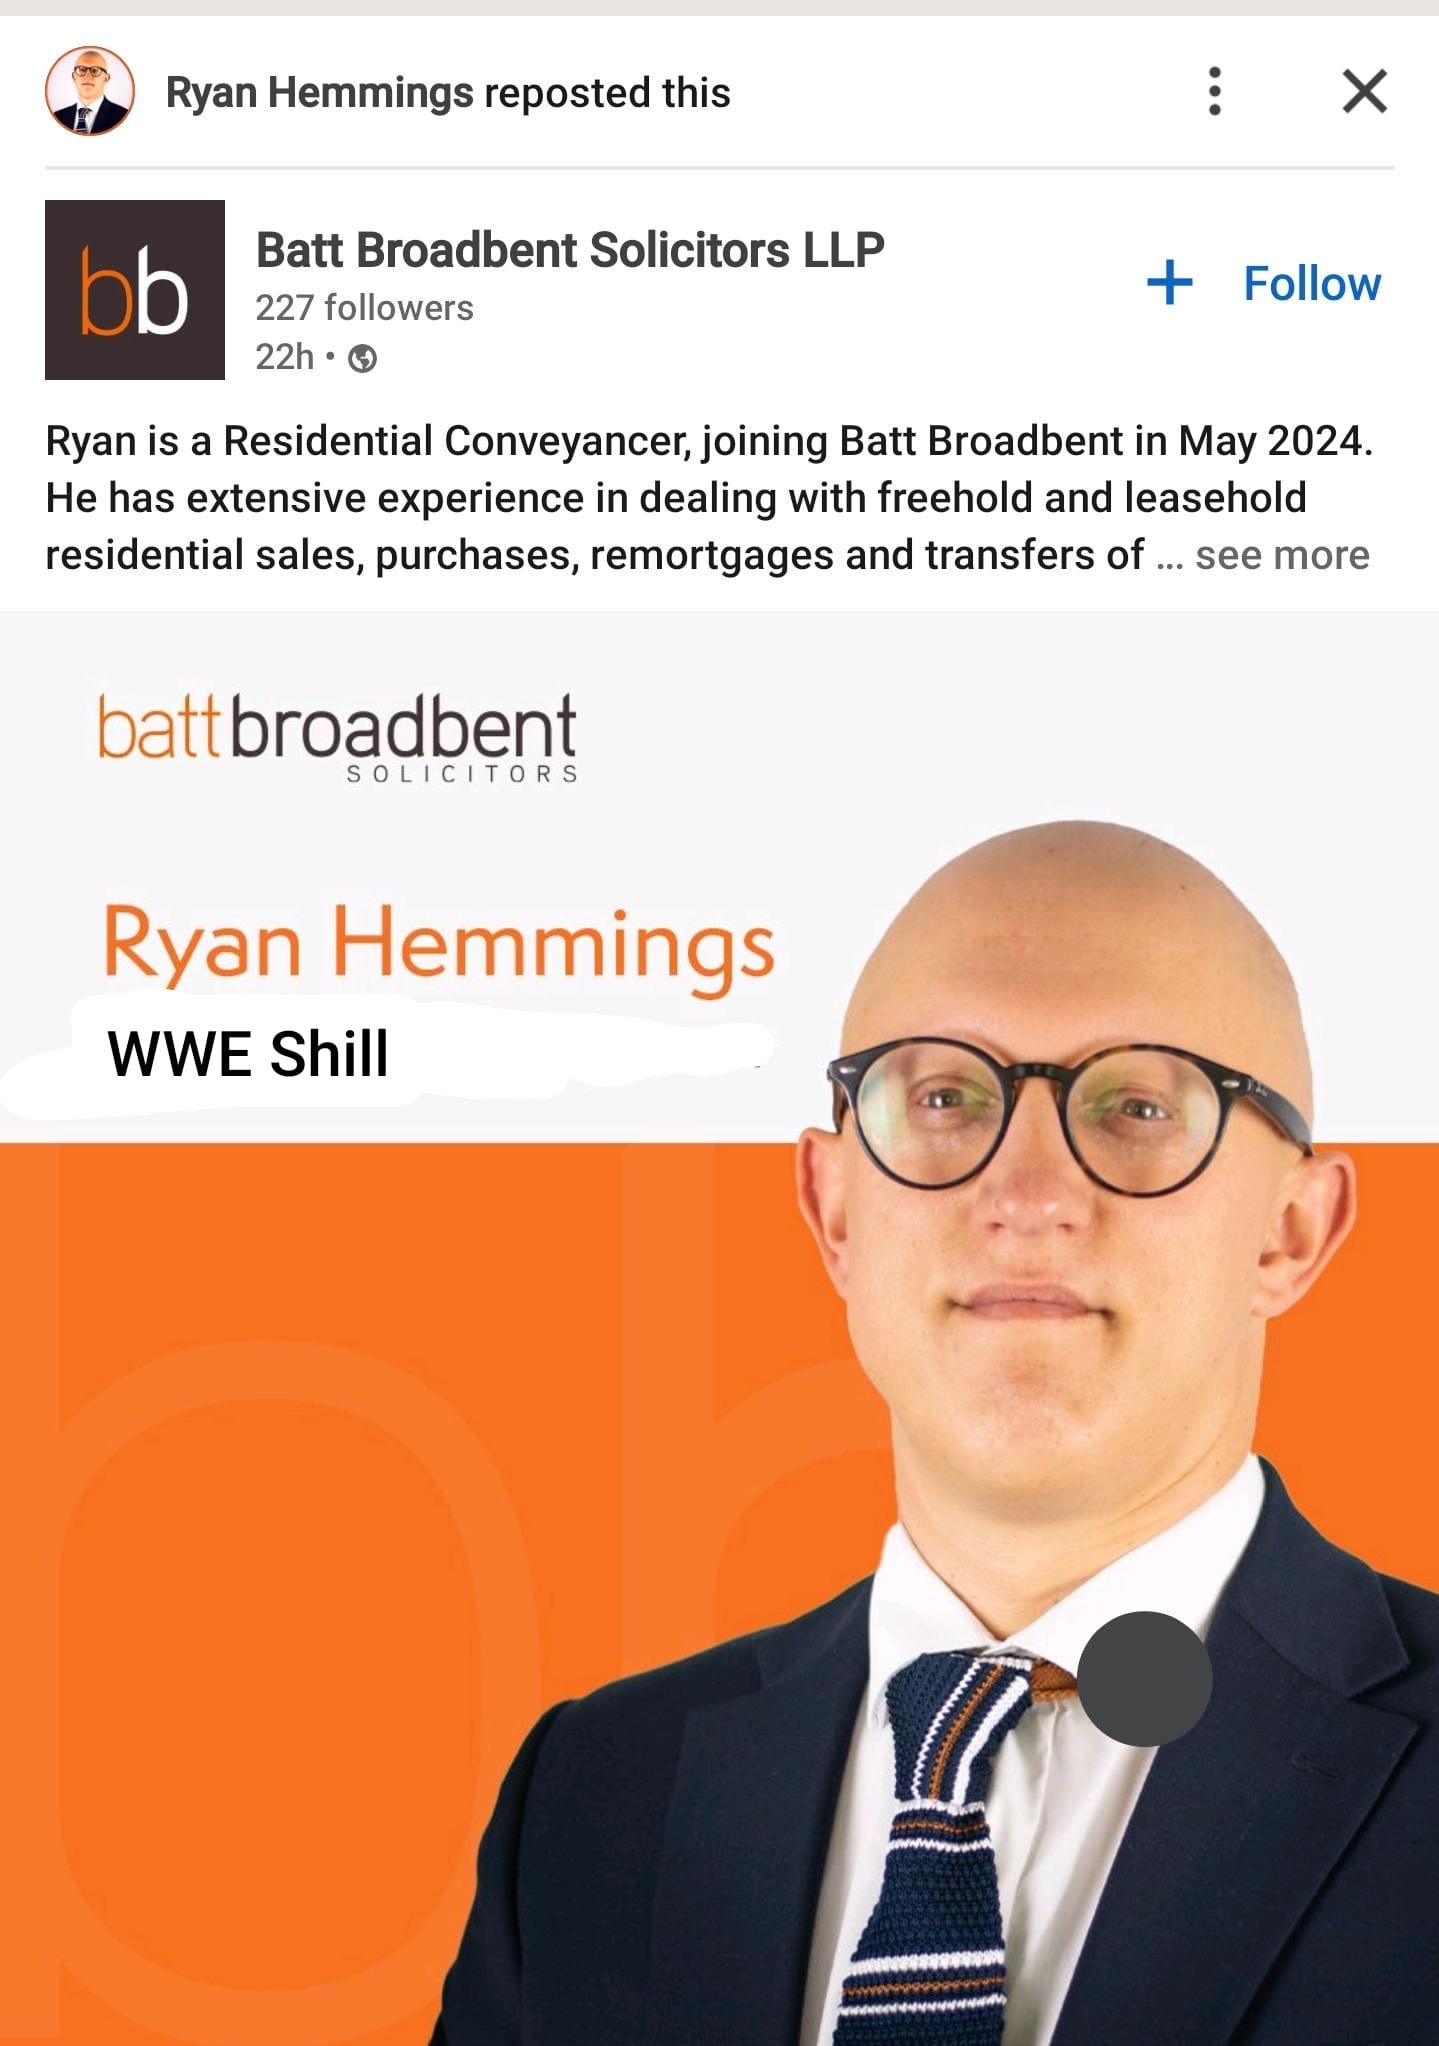 Ryan Hemmings reposted this
bb
Batt Broadbent Solicitors LLP
227 followers
+ Follow
22h •
Ryan is a Residential Conveyancer, joining Batt Broadbent in May 2024.
He has extensive experience in dealing with freehold and leasehold
residential sales, purchases, remortgages and transfers of ... see more
battbroadbent
SOLICITORS
Ryan Hemmings
WWE Shill